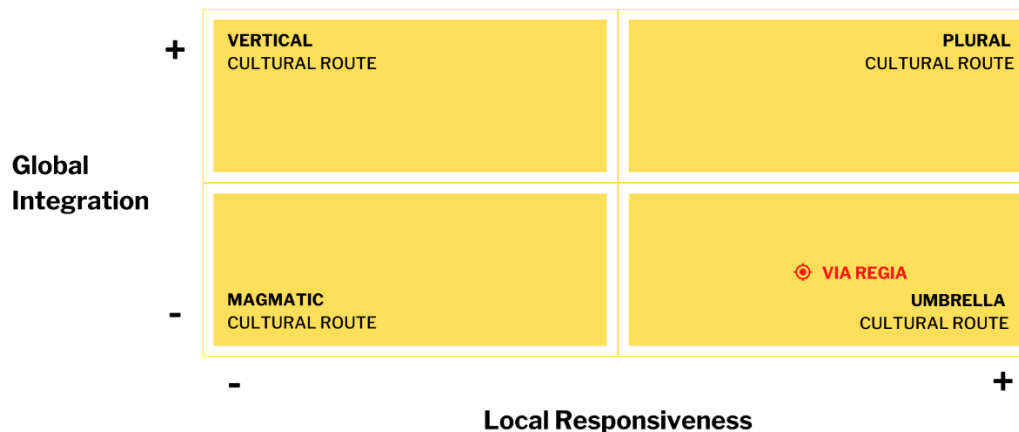 +
VERTICAL
CULTURAL ROUTE
PLURAL
CULTURAL ROUTE
Global
Integration
VIA REGIA
MAGMATIC
CULTURAL ROUTE
UMBRELLA
CULTURAL ROUTE
-
-
+
Local Responsiveness